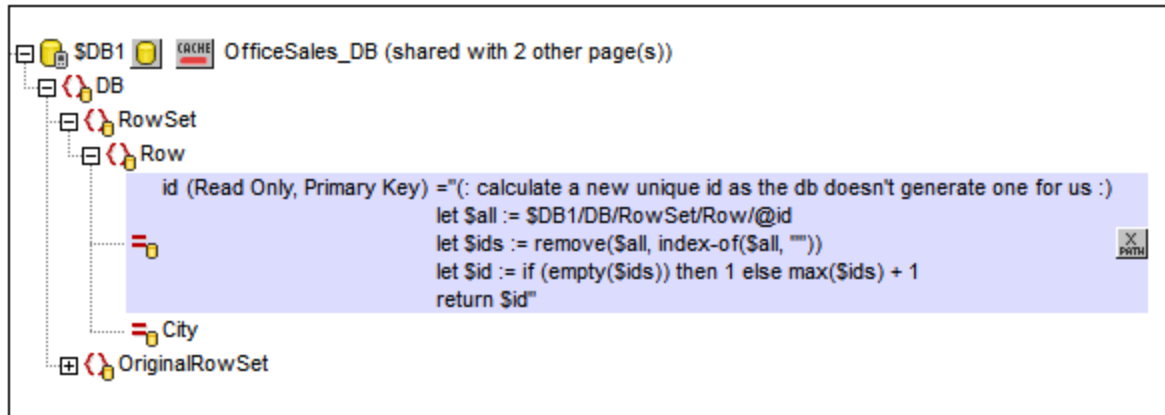 $DB1 CACHE OfficeSales_DB (shared with 2 other page(s))
DB
RowSet
Row
id (Read Only, Primary Key) ="(: calculate a new unique id as the db doesn't generate one for us :)
let $all := $DB1/DB/RowSet/Row/@id
let $ids := remove($all, index-of($all, ""))
let $id := if (empty($ids)) then 1 else max($ids) + 1
return $id"
X PATH
City
OriginalRowSet